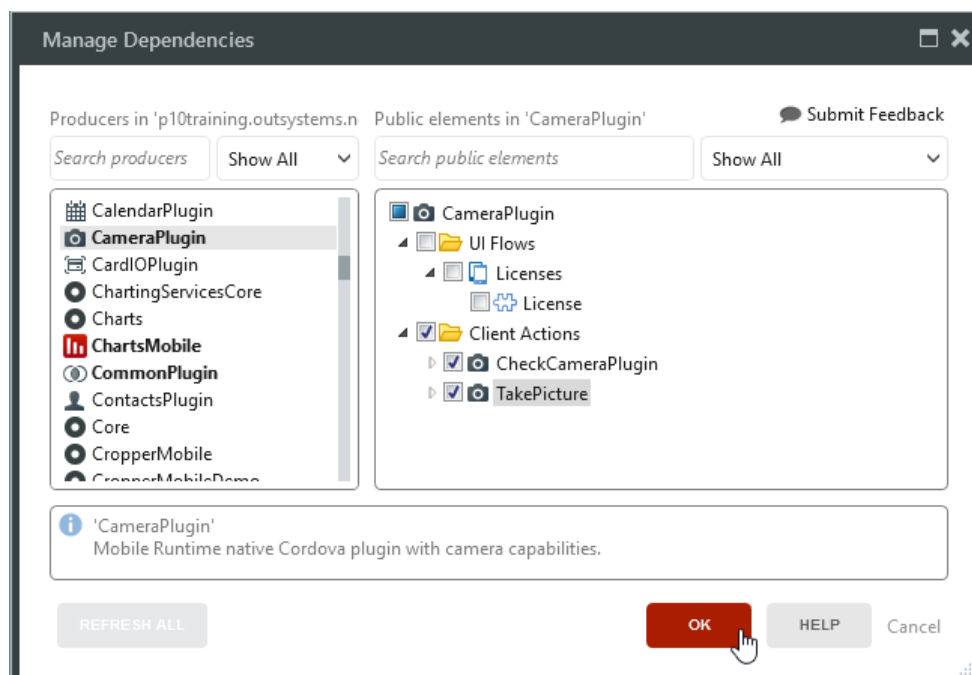 Manage Dependencies
Submit Feedback
Producers in 'p10training.outsystems.n
Public elements in 'CameraPlugin'
Search producers
Show All
Search public elements
Show All
CalendarPlugin
CameraPlugin
CardIOPlugin
ChartingServicesCore
Charts
ChartsMobile
CommonPlugin
ContactsPlugin
Core
CropperMobile
CropperMobileDemo
CameraPlugin
UI Flows
Licenses
License
Client Actions
CheckCameraPlugin
TakePicture
'CameraPlugin'
Mobile Runtime native Cordova plugin with camera capabilities.
REFRESH ALL
OK
HELP
Cancel